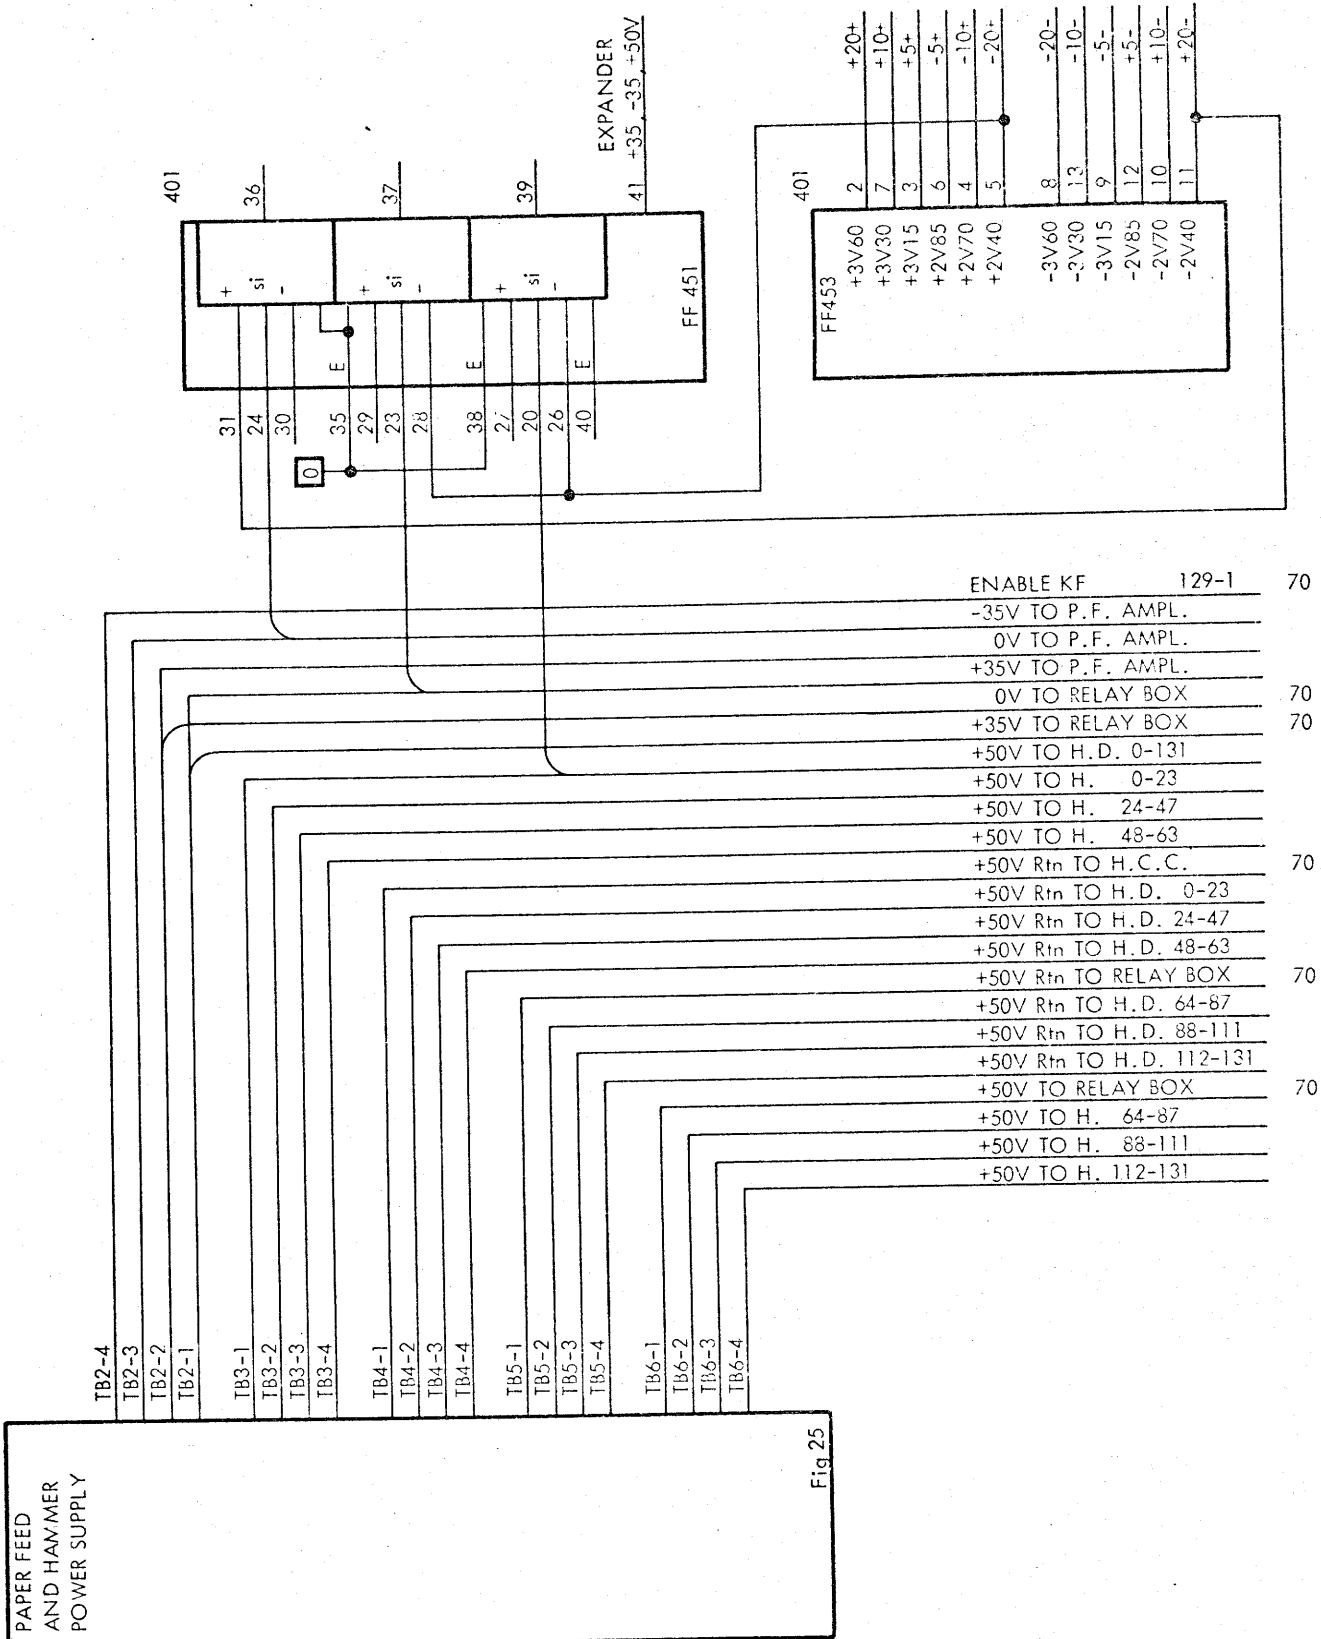 401
36
37
39
EXPANDER
41 +35, -35, +50V
+
si
-
+
si
-
+
si
-
E
E
E
FF 451
31
24
30
35
29
23
28
38
27
20
26
40
0
401
FF453
+3V60 2 +20+
+3V30 7 +10+
+3V15 3 +5+
+2V85 6 -5+
+2V70 4 -10+
+2V40 5 -20+
-3V60 8 -20-
-3V30 13 -10-
-3V15 9 -5-
-2V85 12 +5-
-2V70 10 +10-
-2V40 11 +20-
ENABLE KF 129-1 70
-35V TO P.F. AMPL.
0V TO P.F. AMPL.
+35V TO P.F. AMPL.
0V TO RELAY BOX 70
+35V TO RELAY BOX 70
+50V TO H.D. 0-131
+50V TO H. 0-23
+50V TO H. 24-47
+50V TO H. 48-63
+50V Rtn TO H.C.C. 70
+50V Rtn TO H.D. 0-23
+50V Rtn TO H.D. 24-47
+50V Rtn TO H.D. 48-63
+50V Rtn TO RELAY BOX 70
+50V Rtn TO H.D. 64-87
+50V Rtn TO H.D. 88-111
+50V Rtn TO H.D. 112-131
+50V TO RELAY BOX 70
+50V TO H. 64-87
+50V TO H. 88-111
+50V TO H. 112-131
TB2-4
TB2-3
TB2-2
TB2-1
TB3-1
TB3-2
TB3-3
TB3-4
TB4-1
TB4-2
TB4-3
TB4-4
TB5-1
TB5-2
TB5-3
TB5-4
TB6-1
TB6-2
TB6-3
TB6-4
PAPER FEED
AND HAMMER
POWER SUPPLY
Fig 25